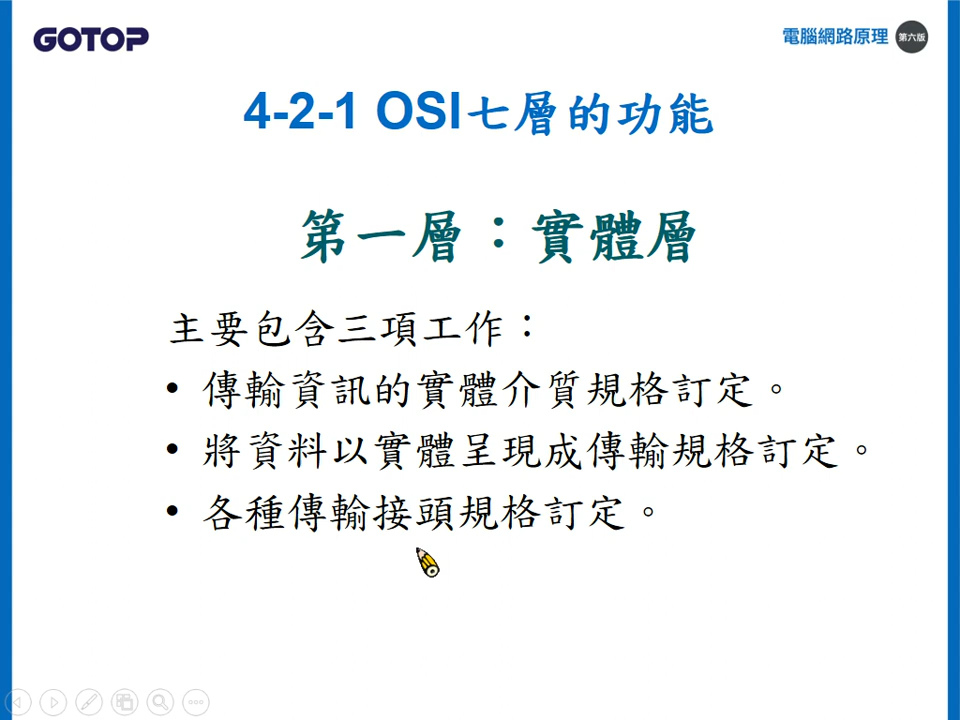 GOTOP
電腦網路原理 第六版
4-2-1 OSI七層的功能
第一層：實體層
主要包含三項工作：
• 傳輸資訊的實體介質規格訂定。
• 將資料以實體呈現成傳輸規格訂定。
• 各種傳輸接頭規格訂定。